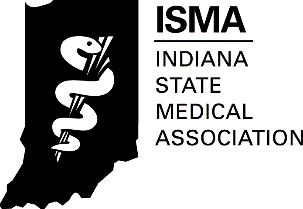 ISMA
INDIANA
STATE
MEDICAL
ASSOCIATION